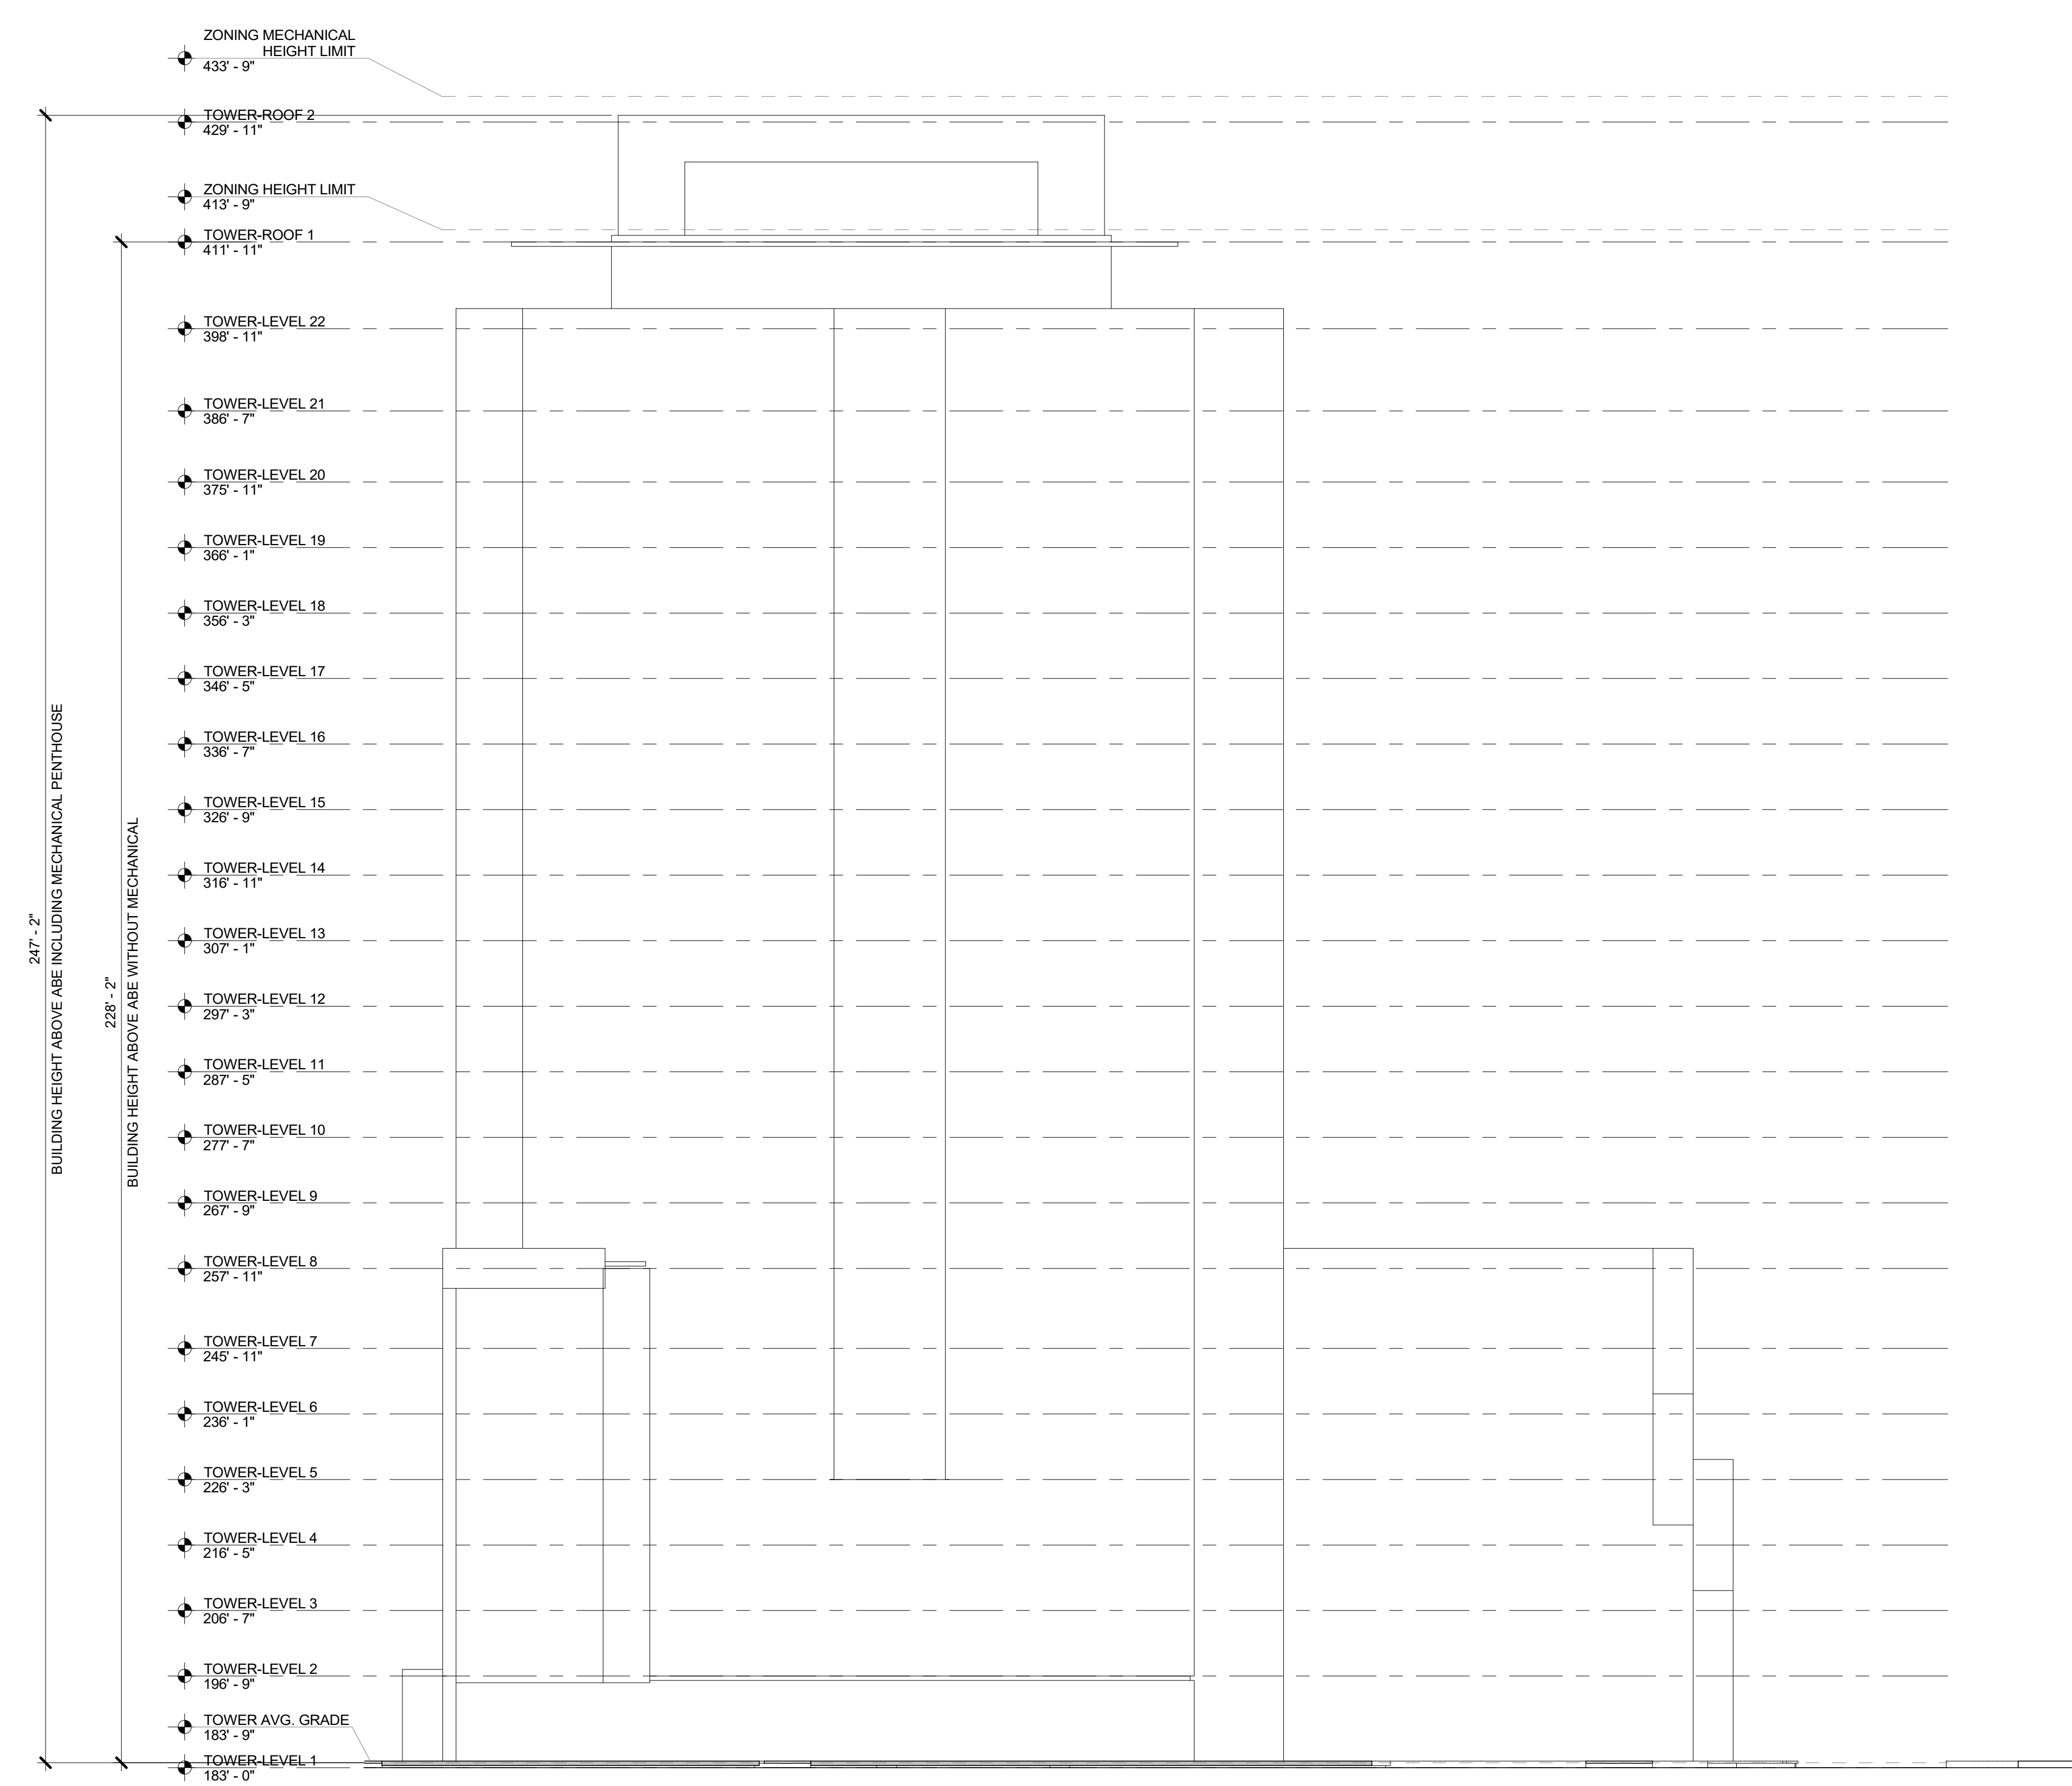 ZONING MECHANICAL
HEIGHT LIMIT
433' - 9"
TOWER-ROOF 2
429' - 11"
ZONING HEIGHT LIMIT
413' - 9"
TOWER-ROOF 1
411' - 11"
TOWER-LEVEL 22
398' - 11"
TOWER-LEVEL 21
386' - 7"
TOWER-LEVEL 20
375' - 11"
TOWER-LEVEL 19
366' - 1"
TOWER-LEVEL 18
356' - 3"
TOWER-LEVEL 17
346' - 5"
TOWER-LEVEL 16
336' - 7"
TOWER-LEVEL 15
326' - 9"
TOWER-LEVEL 14
316' - 11"
TOWER-LEVEL 13
307' - 1"
TOWER-LEVEL 12
297' - 3"
TOWER-LEVEL 11
287' - 5"
TOWER-LEVEL 10
277' - 7"
TOWER-LEVEL 9
267' - 9"
TOWER-LEVEL 8
257' - 11"
TOWER-LEVEL 7
245' - 11"
TOWER-LEVEL 6
236' - 1"
TOWER-LEVEL 5
226' - 3"
TOWER-LEVEL 4
216' - 5"
TOWER-LEVEL 3
206' - 7"
TOWER-LEVEL 2
196' - 9"
TOWER AVG. GRADE
183' - 9"
TOWER-LEVEL 1
183' - 0"
247' - 2"
BUILDING HEIGHT ABOVE ABE INCLUDING MECHANICAL PENTHOUSE
228' - 2"
BUILDING HEIGHT ABOVE ABE WITHOUT MECHANICAL